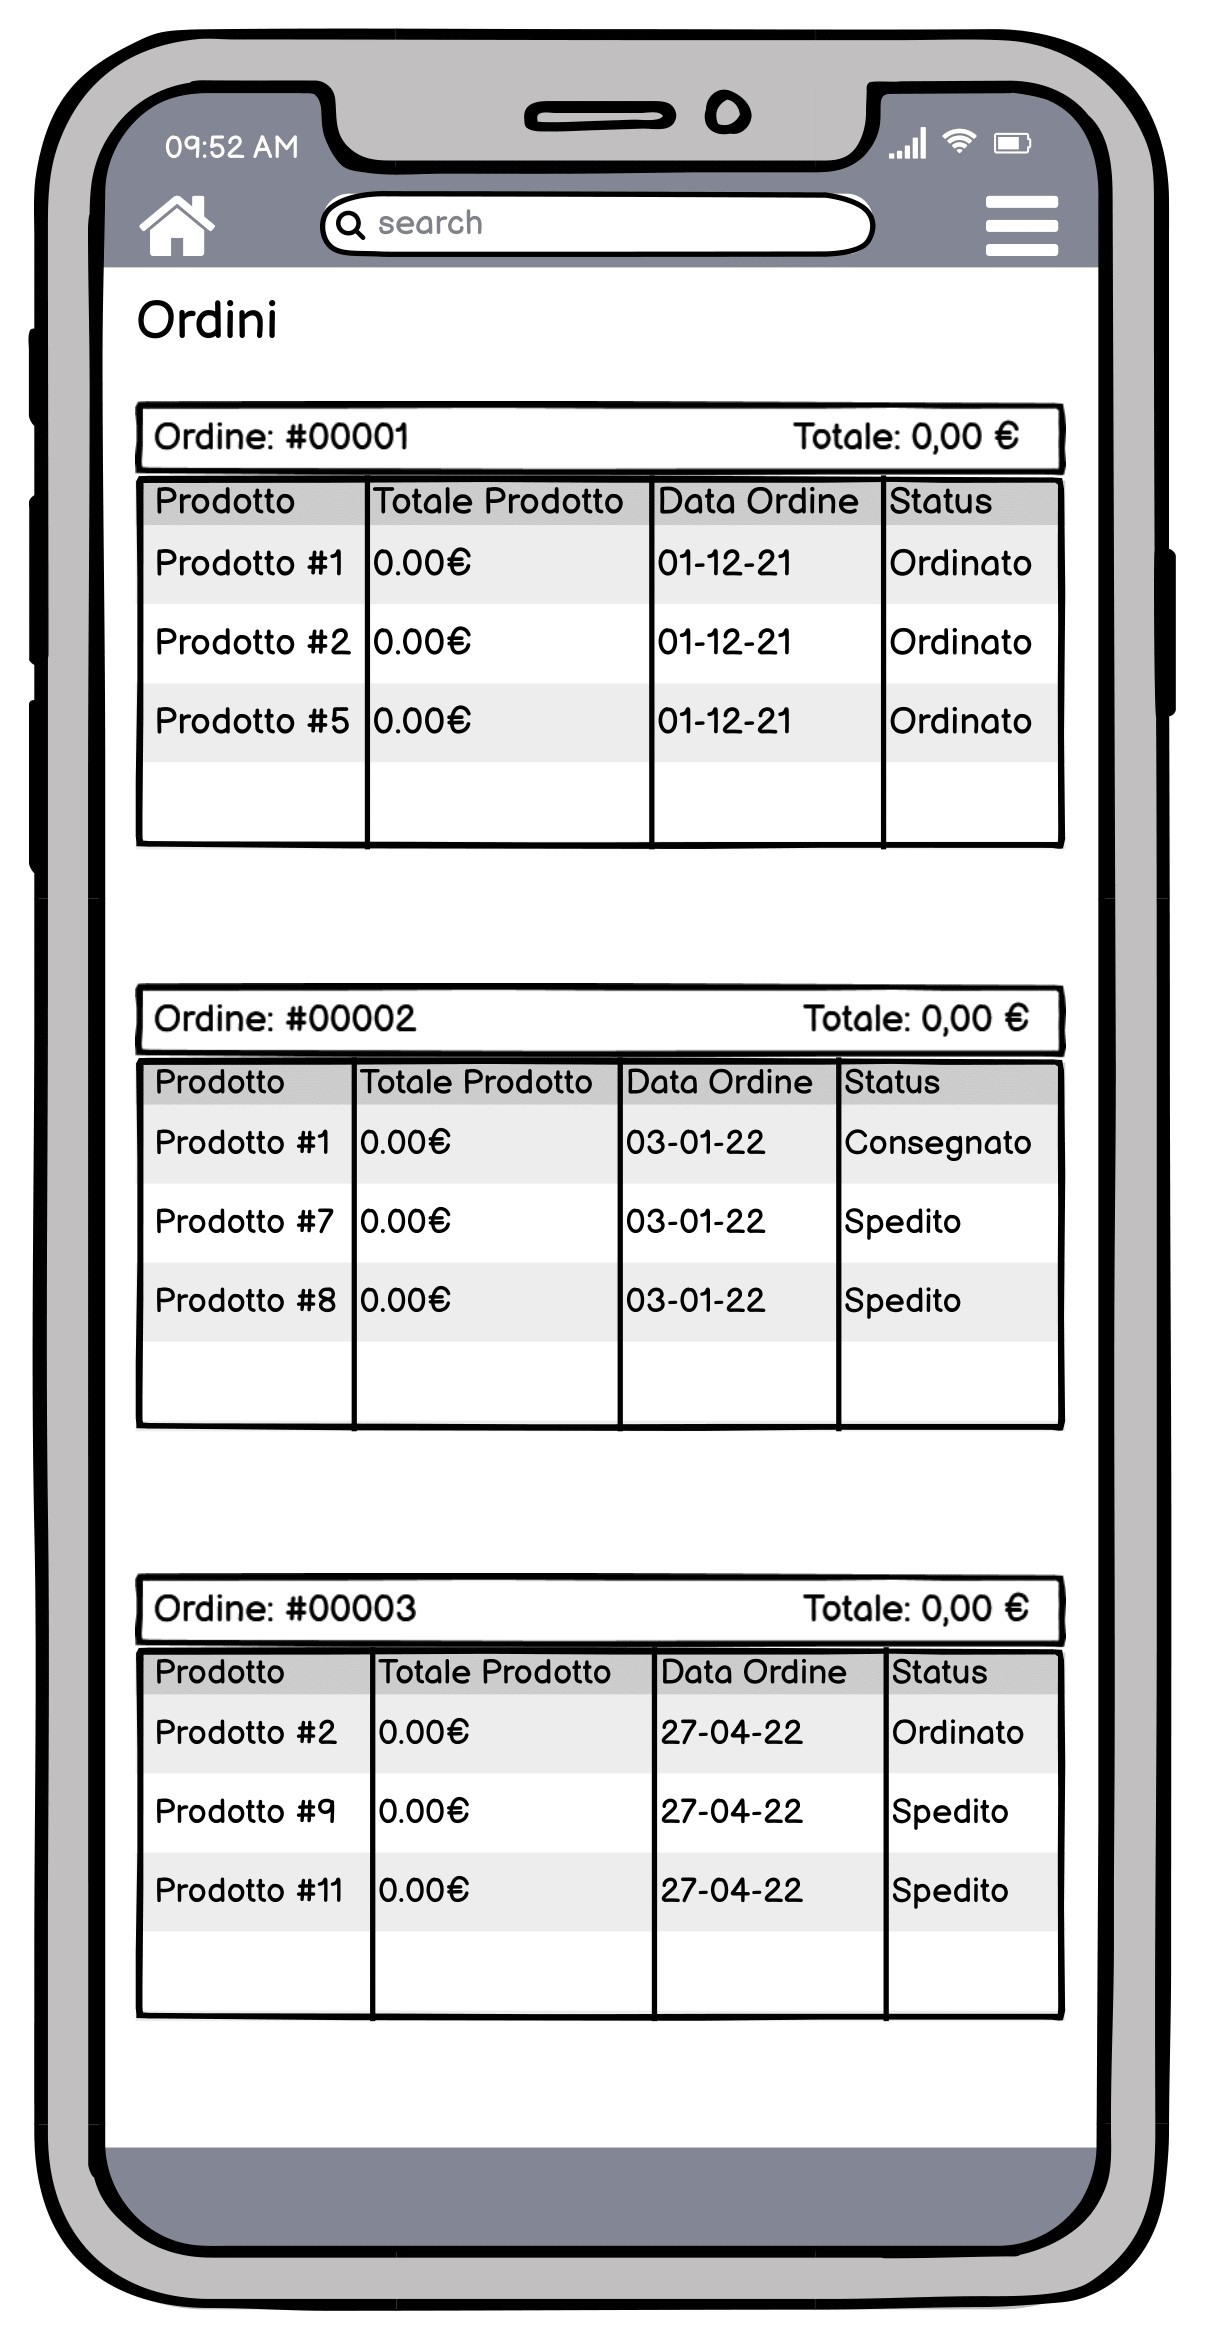 09:52 AM
search
Ordini
Ordine: #00001 Totale: 0,00 €
Prodotto Totale Prodotto Data Ordine Status
Prodotto #1 0.00€ 01-12-21 Ordinato
Prodotto #2 0.00€ 01-12-21 Ordinato
Prodotto #5 0.00€ 01-12-21 Ordinato
Ordine: #00002 Totale: 0,00 €
Prodotto Totale Prodotto Data Ordine Status
Prodotto #1 0.00€ 03-01-22 Consegnato
Prodotto #7 0.00€ 03-01-22 Spedito
Prodotto #8 0.00€ 03-01-22 Spedito
Ordine: #00003 Totale: 0,00 €
Prodotto Totale Prodotto Data Ordine Status
Prodotto #2 0.00€ 27-04-22 Ordinato
Prodotto #9 0.00€ 27-04-22 Spedito
Prodotto #11 0.00€ 27-04-22 Spedito